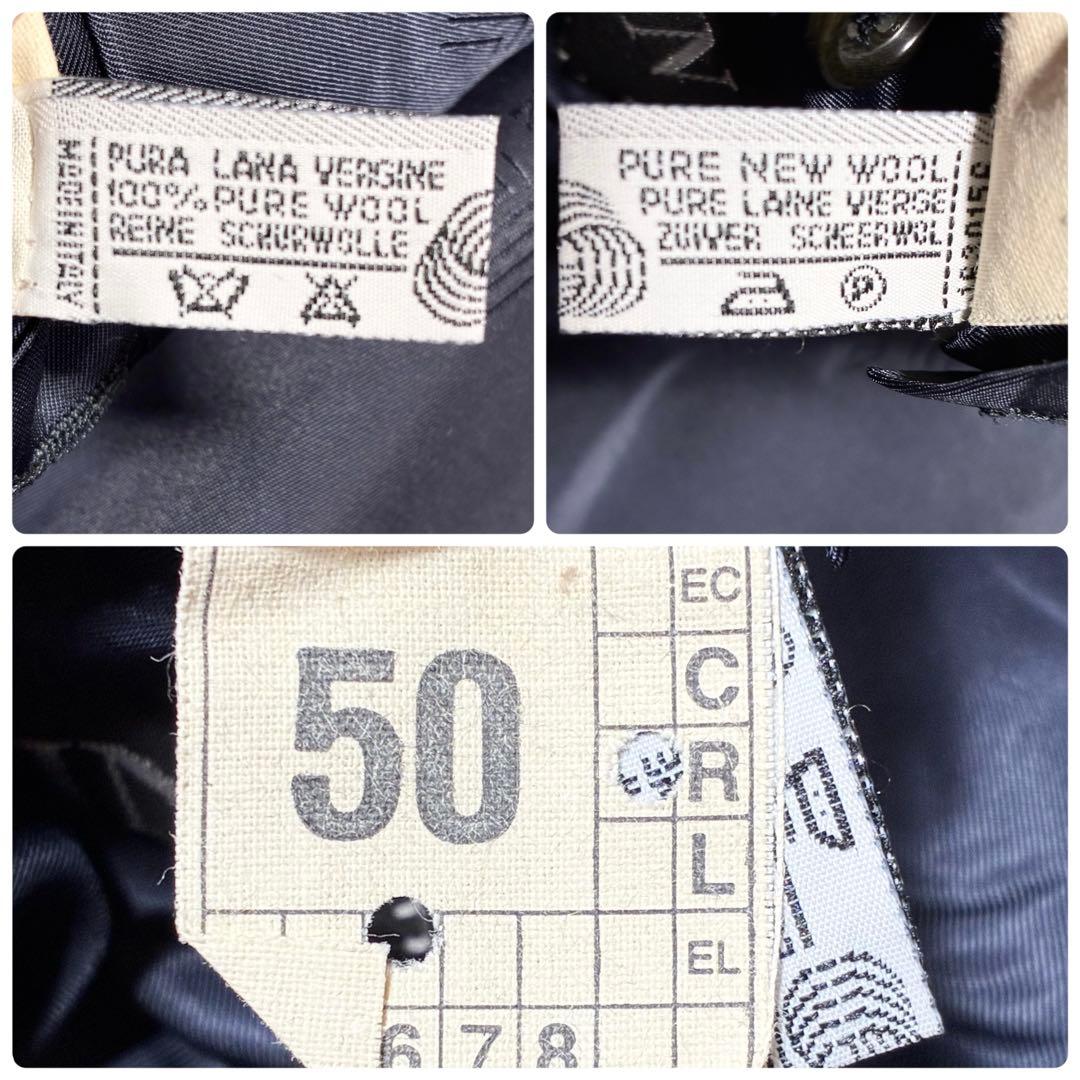 MADE IN ITALY
PURA LANA VERGINE
100% PURE WOOL
REINE SCHURWOLLE
PURE NEW WOOL
PURE LAINE VIERGE
ZUIVER SCHEERWOL
P
EC
50
C
R
L
EL
6 7 8